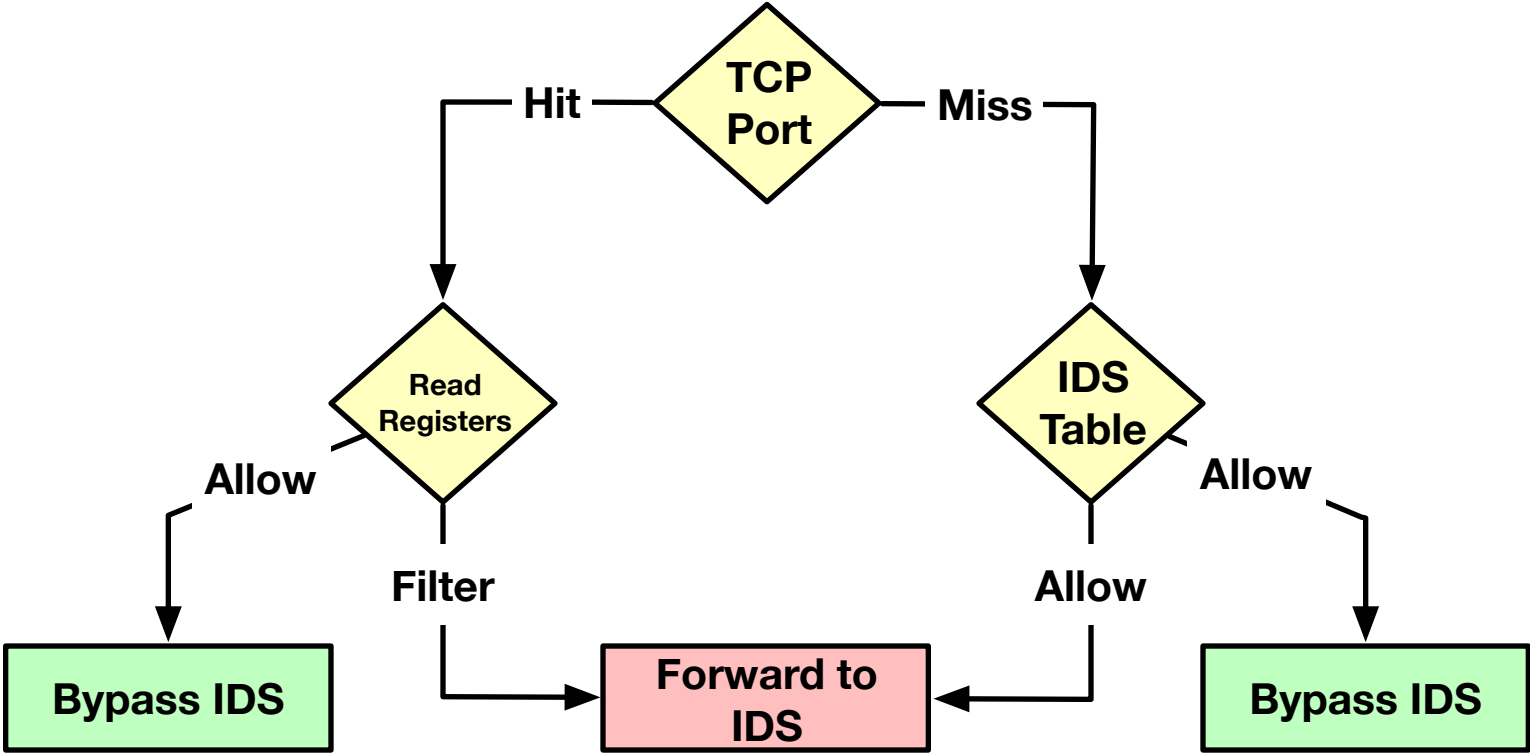 TCP
Port
Hit
Miss
Read
Registers
IDS
Table
Allow
Allow
Filter
Allow
Bypass IDS
Forward to
IDS
Bypass IDS